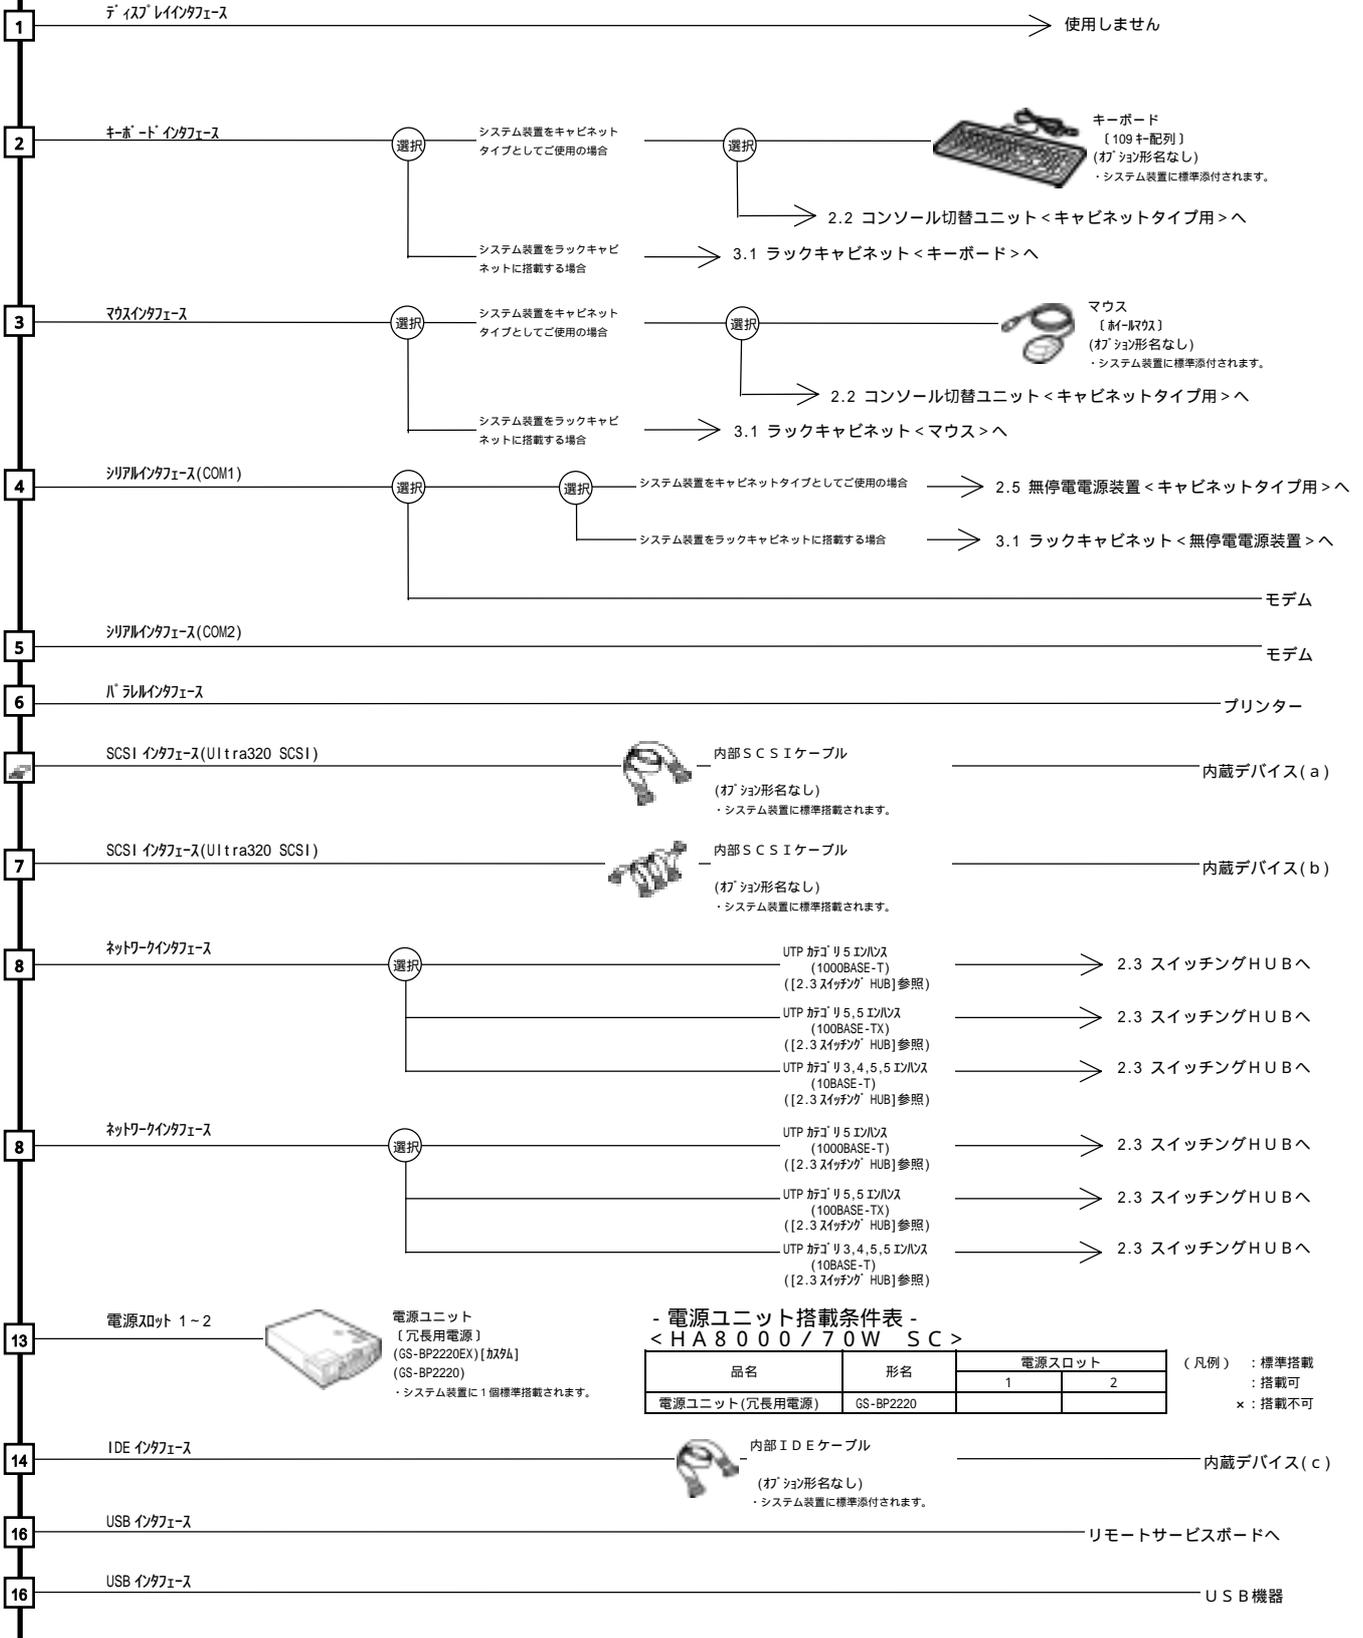 1
ディスプレイインタフェース
使用しません
2
キーボードインタフェース
選択
システム装置をキャビネット
タイプとしてご使用の場合
選択
キーボード
〔109キー配列〕
(オプション形名なし)
・システム装置に標準添付されます。
2.2 コンソール切替ユニット<キャビネットタイプ用>へ
システム装置をラックキャビ
ネットに搭載する場合
3.1 ラックキャビネット<キーボード>へ
3
マウスインタフェース
選択
システム装置をキャビネット
タイプとしてご使用の場合
選択
マウス
〔ホイールマウス〕
(オプション形名なし)
・システム装置に標準添付されます。
2.2 コンソール切替ユニット<キャビネットタイプ用>へ
システム装置をラックキャビ
ネットに搭載する場合
3.1 ラックキャビネット<マウス>へ
4
シリアルインタフェース(COM1)
選択
選択
システム装置をキャビネットタイプとしてご使用の場合
2.5 無停電電源装置<キャビネットタイプ用>へ
システム装置をラックキャビネットに搭載する場合
3.1 ラックキャビネット<無停電電源装置>へ
モデム
5
シリアルインタフェース(COM2)
モデム
6
パラレルインタフェース
プリンター
SCSI インタフェース(Ultra320 SCSI)
内部SCSIケーブル
(オプション形名なし)
・システム装置に標準搭載されます。
内蔵デバイス(a)
7
SCSI インタフェース(Ultra320 SCSI)
内部SCSIケーブル
(オプション形名なし)
・システム装置に標準搭載されます。
内蔵デバイス(b)
8
ネットワークインタフェース
選択
UTP カテゴリ5エンハンス
(1000BASE-T)
([2.3スイッチング HUB]参照)
2.3 スイッチングHUBへ
UTP カテゴリ5,5エンハンス
(100BASE-TX)
([2.3スイッチング HUB]参照)
2.3 スイッチングHUBへ
UTP カテゴリ3,4,5,5エンハンス
(10BASE-T)
([2.3スイッチング HUB]参照)
2.3 スイッチングHUBへ
8
ネットワークインタフェース
選択
UTP カテゴリ5エンハンス
(1000BASE-T)
([2.3スイッチング HUB]参照)
2.3 スイッチングHUBへ
UTP カテゴリ5,5エンハンス
(100BASE-TX)
([2.3スイッチング HUB]参照)
2.3 スイッチングHUBへ
UTP カテゴリ3,4,5,5エンハンス
(10BASE-T)
([2.3スイッチング HUB]参照)
2.3 スイッチングHUBへ
13
電源スロット 1~2
電源ユニット
〔冗長用電源〕
(GS-BP2220EX)[カスタム]
(GS-BP2220)
・システム装置に1個標準搭載されます。
- 電源ユニット搭載条件表 -
<HA8000/70W SC>
品名 形名 電源スロット
1 2
電源ユニット(冗長用電源) GS-BP2220
(凡例) :標準搭載
:搭載可
×:搭載不可
14
IDE インタフェース
内部IDEケーブル
(オプション形名なし)
・システム装置に標準添付されます。
内蔵デバイス(c)
16
USB インタフェース
リモートサービスボードへ
16
USB インタフェース
USB機器